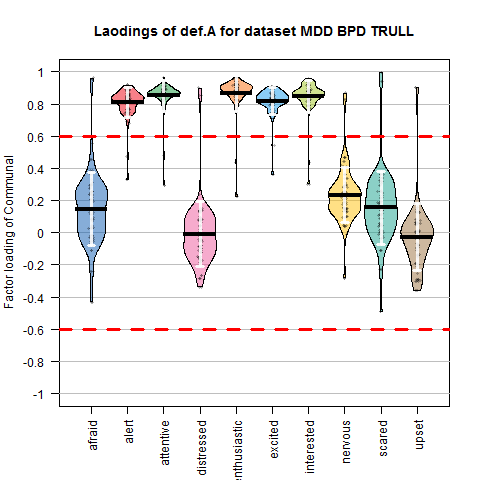 Laodings of def.A for dataset MDD BPD TRULL
Factor loading of Communal
1
0.8
0.6
0.4
0.2
0
-0.2
-0.4
-0.6
-0.8
-1
afraid
alert
attentive
distressed
enthusiastic
excited
interested
nervous
scared
upset